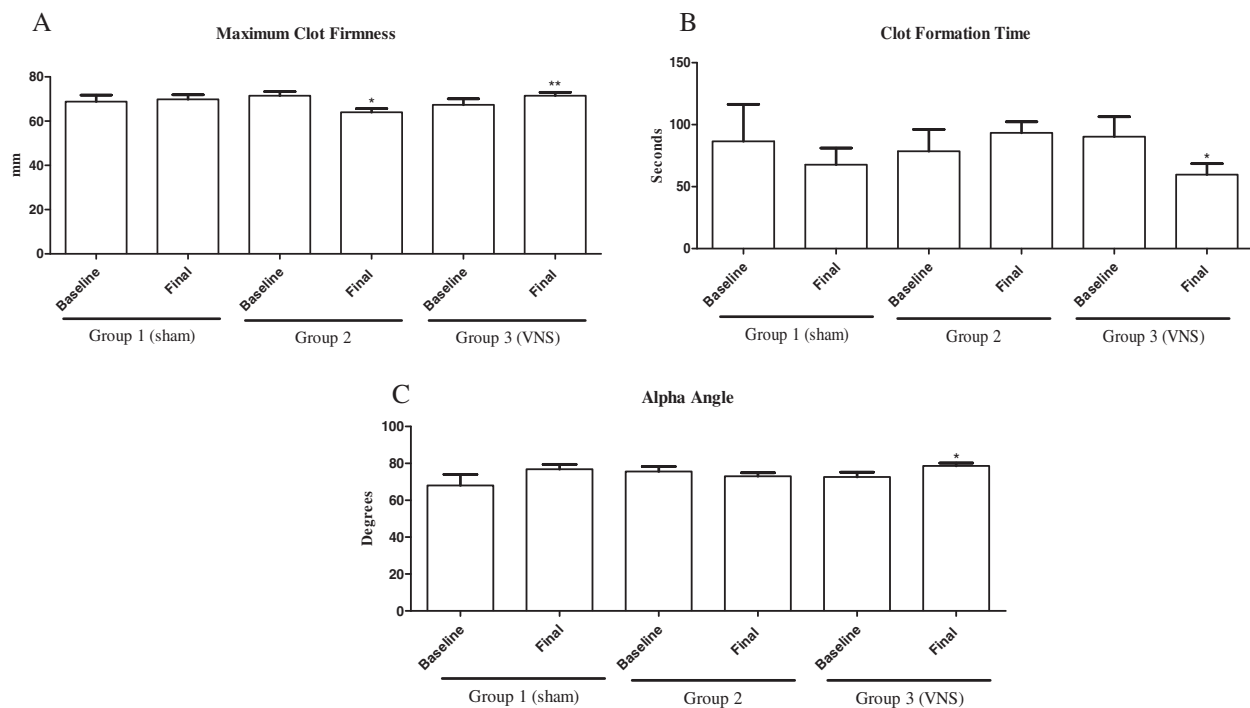 A
Maximum Clot Firmness
80
60
40
20
0
mm
*
**
Baseline
Final
Baseline
Final
Baseline
Final
Group 1 (sham)
Group 2
Group 3 (VNS)
B
Clot Formation Time
150
100
50
0
Seconds
*
Baseline
Final
Baseline
Final
Baseline
Final
Group 1 (sham)
Group 2
Group 3 (VNS)
C
Alpha Angle
100
80
60
40
20
0
Degrees
*
Baseline
Final
Baseline
Final
Baseline
Final
Group 1 (sham)
Group 2
Group 3 (VNS)